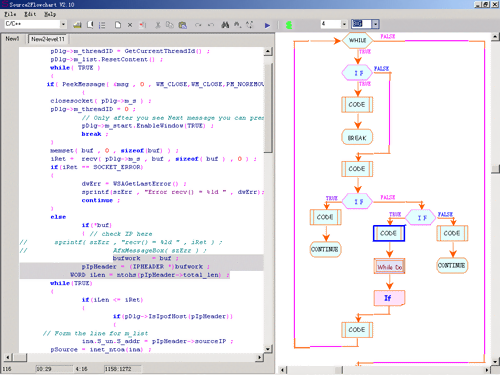 Source2Flowchart V2.10
File Edit Help
C/C++
4
New1 New2-level11
pDlg->m_threadID = GetCurrentThreadId() ;
pDlg->m_list.ResetContent() ;
while( TRUE )
{
if( PeekMessage( &msg , 0 , WM_CLOSE,WM_CLOSE,PM_NOREMOV
{
closesocket( pDlg->m_s ) ;
pDlg->m_threadID = 0 ;
// Only after you see Next message you can pres
pDlg->m_start.EnableWindow(TRUE) ;
break ;
}
memset( buf , 0 , sizeof(buf) ) ;
iRet = recv( pDlg->m_s , buf , sizeof( buf ) , 0 ) ;
if(iRet == SOCKET_ERROR)
{
dwErr = WSAGetLastError() ;
sprintf(szErr , "Error recv() = %ld " , dwErr);
continue ;
}
else
if(*buf)
{ // check IP here
// sprintf( szErr , "recv() = %ld " , iRet ) ;
// AfxMessageBox( szErr ) ;
bufwork = buf ;
pIpHeader = (IPHEADER *)bufwork ;
WORD iLen = ntohs(pIpHeader->total_len) ;
while(TRUE)
{
if(iLen <= iRet)
{
if(pDlg->IsIpofHost(pIpHeader))
{
// Form the line for m_list
ina.S_un.S_addr = pIpHeader->sourceIP ;
pSource = inet_ntoa(ina) ;
WHILE
FALSE
TRUE
IF
FALSE
TRUE
CODE
BREAK
CODE
TRUE
IF
FALSE
CODE
TRUE
IF
FALSE
CODE
CODE
CONTINUE
While Do
CONTINUE
If
CODE
116 10:29 4:16 1158:1272